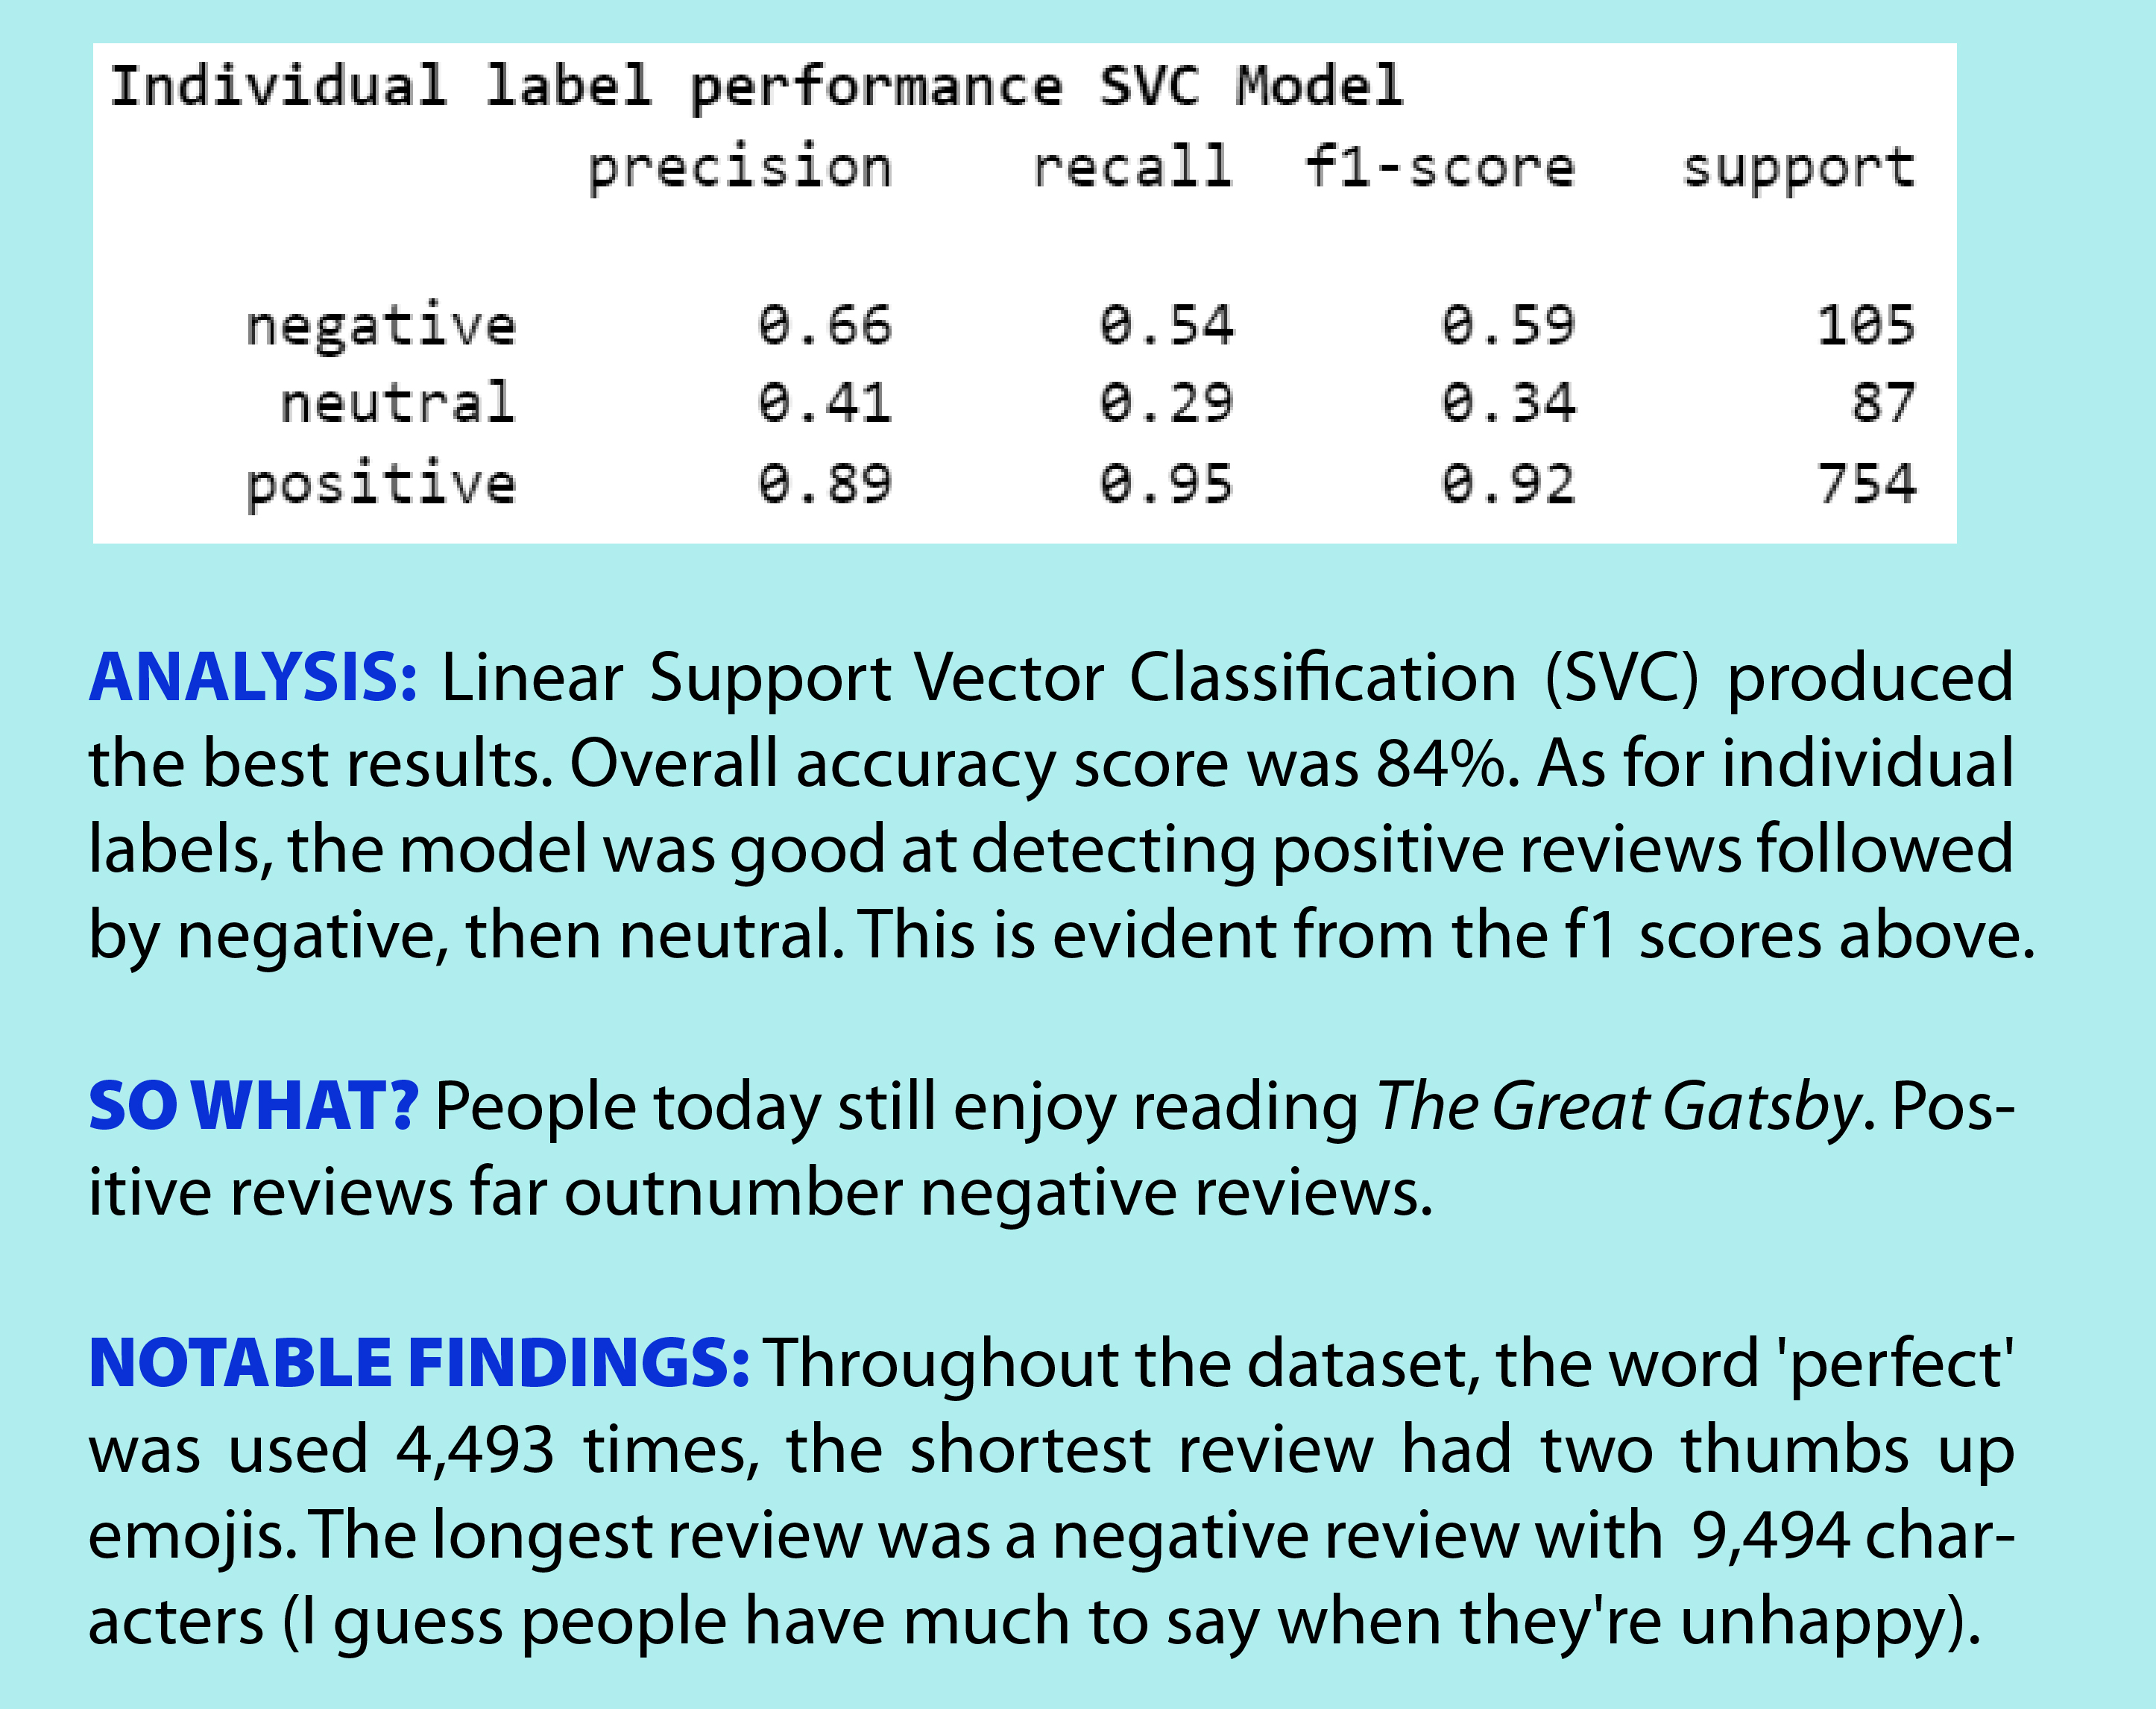 Individual label performance SVC Model
precision recall f1-score support
negative 0.66 0.54 0.59 105
neutral 0.41 0.29 0.34 87
positive 0.89 0.95 0.92 754
ANALYSIS: Linear Support Vector Classification (SVC) produced
the best results. Overall accuracy score was 84%. As for individual
labels, the model was good at detecting positive reviews followed
by negative, then neutral. This is evident from the f1 scores above.
SO WHAT? People today still enjoy reading The Great Gatsby. Pos-
itive reviews far outnumber negative reviews.
NOTABLE FINDINGS: Throughout the dataset, the word 'perfect'
was used 4,493 times, the shortest review had two thumbs up
emojis. The longest review was a negative review with 9,494 char-
acters (I guess people have much to say when they're unhappy).